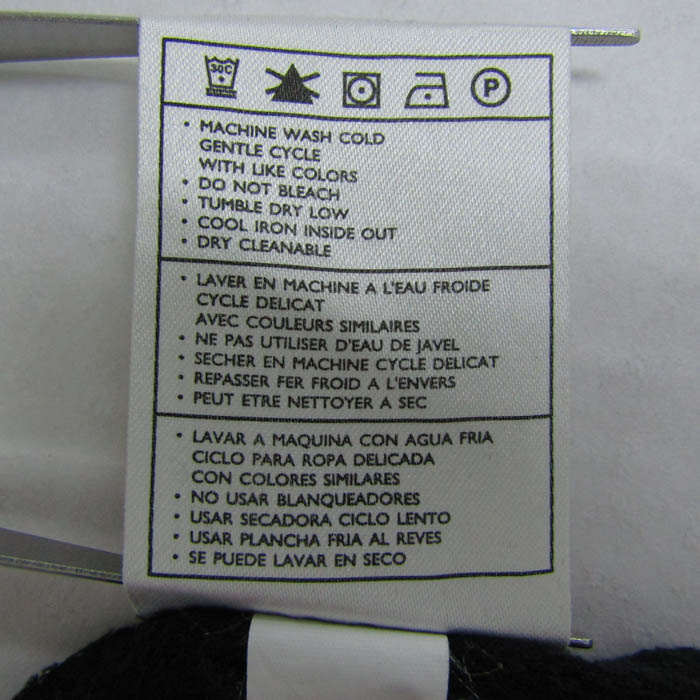 30C P
• MACHINE WASH COLD
GENTLE CYCLE
WITH LIKE COLORS
• DO NOT BLEACH
• TUMBLE DRY LOW
• COOL IRON INSIDE OUT
• DRY CLEANABLE
• LAVER EN MACHINE A L'EAU FROIDE
CYCLE DELICAT
AVEC COULEURS SIMILAIRES
• NE PAS UTILISER D'EAU DE JAVEL
• SECHER EN MACHINE CYCLE DELICAT
• REPASSER FER FROID A L'ENVERS
• PEUT ETRE NETTOYER A SEC
• LAVAR A MAQUINA CON AGUA FRIA
CICLO PARA ROPA DELICADA
CON COLORES SIMILARES
• NO USAR BLANQUEADORES
• USAR SECADORA CICLO LENTO
• USAR PLANCHA FRIA AL REVES
• SE PUEDE LAVAR EN SECO